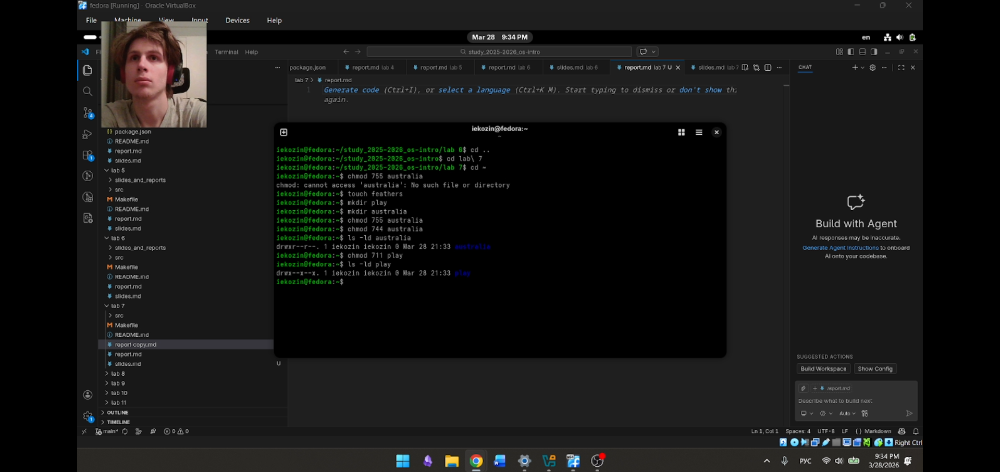 fedora [Running] - Oracle VirtualBox
File Machine View Input Devices Help
Mar 28 9:34 PM
en
Terminal Help
study_2025-2026_os-intro
package.json
report.md lab 4
report.md lab 5
report.md lab 6
slides.md lab 6
report.md lab 7 U
slides.md lab 7
CHAT
lab 7 > report.md
1 Generate code (Ctrl+I), or select a language (Ctrl+K M). Start typing to dismiss or don't show
again.
package.json
README.md
report.md
slides.md
lab 5
slides_and_reports
src
Makefile
README.md
report.md
slides.md
lab 6
slides_and_reports
src
Makefile
README.md
report.md
slides.md
lab 7
src
Makefile
README.md
report copy.md
report.md
slides.md U
lab 8
lab 9
lab 10
lab 11
OUTLINE
TIMELINE
iekozin@fedora:~
~
iekozin@fedora:~/study_2025-2026_os-intro/lab 6$ cd ..
iekozin@fedora:~/study_2025-2026_os-intro$ cd lab\ 7
iekozin@fedora:~/study_2025-2026_os-intro/lab 7$ cd ~
iekozin@fedora:~$ chmod 755 australia
chmod: cannot access 'australia': No such file or directory
iekozin@fedora:~$ touch feathers
iekozin@fedora:~$ mkdir play
iekozin@fedora:~$ mkdir australia
iekozin@fedora:~$ chmod 755 australia
iekozin@fedora:~$ chmod 744 australia
iekozin@fedora:~$ ls -ld australia
drwxr--r--. 1 iekozin iekozin 0 Mar 28 21:33 australia
iekozin@fedora:~$ chmod 711 play
iekozin@fedora:~$ ls -ld play
drwx--x--x. 1 iekozin iekozin 0 Mar 28 21:33 play
iekozin@fedora:~$
Build with Agent
AI responses may be inaccurate.
Generate Agent Instructions to onboard
AI onto your codebase.
SUGGESTED ACTIONS
Build Workspace Show Config
report.md
Describe what to build next
Auto
main* 0 0
Ln 1, Col 1 Spaces: 4 UTF-8 LF { } Markdown
Right Ctrl
РУС
9:34 PM
3/28/2026